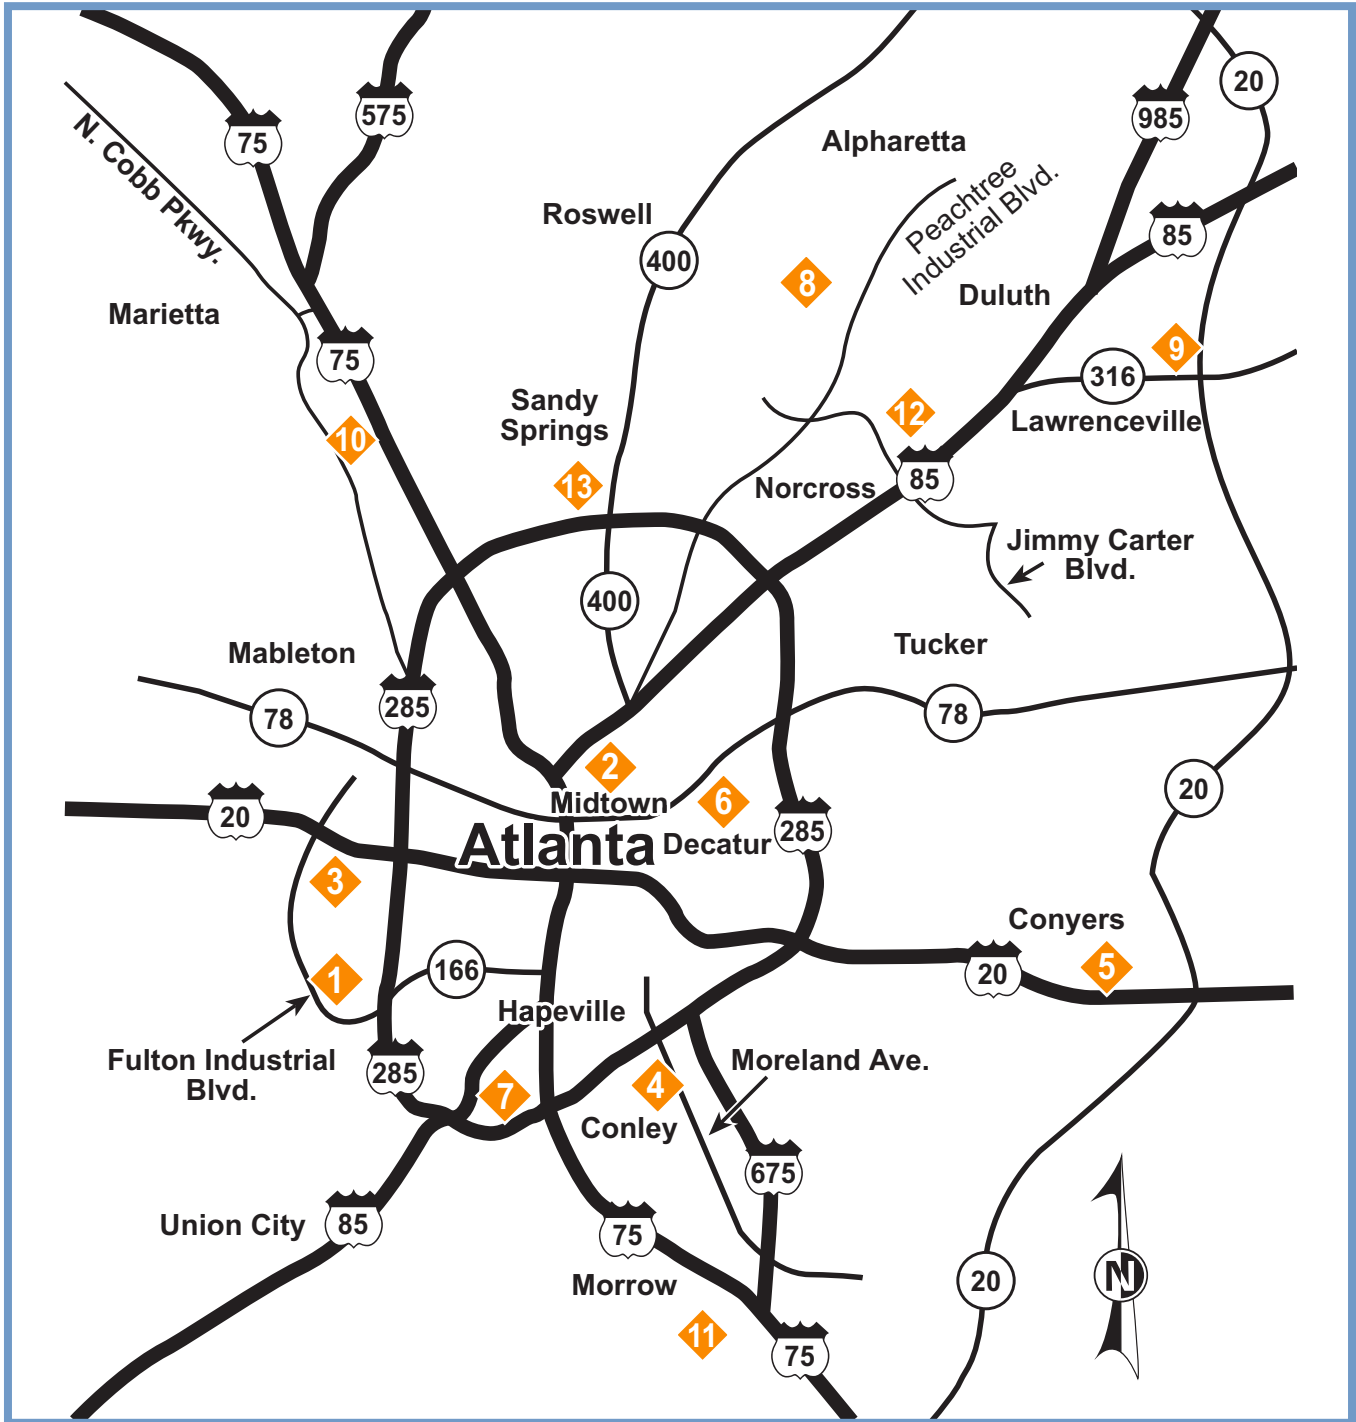 20
575
985
75
N. Cobb Pkwy.
Alpharetta
Peachtree
Industrial Blvd.
Roswell
85
400
8
Duluth
Marietta
75
9
316
Sandy
Springs
12
Lawrenceville
10
13
85
Norcross
Jimmy Carter
Blvd.
400
Tucker
Mableton
285
78
78
2
20
Midtown
6
20
285
Atlanta
Decatur
3
Conyers
166
1
20
5
Hapeville
Fulton Industrial
Blvd.
285
Moreland Ave.
7
4
Conley
675
Union City
85
75
N
20
Morrow
11
75